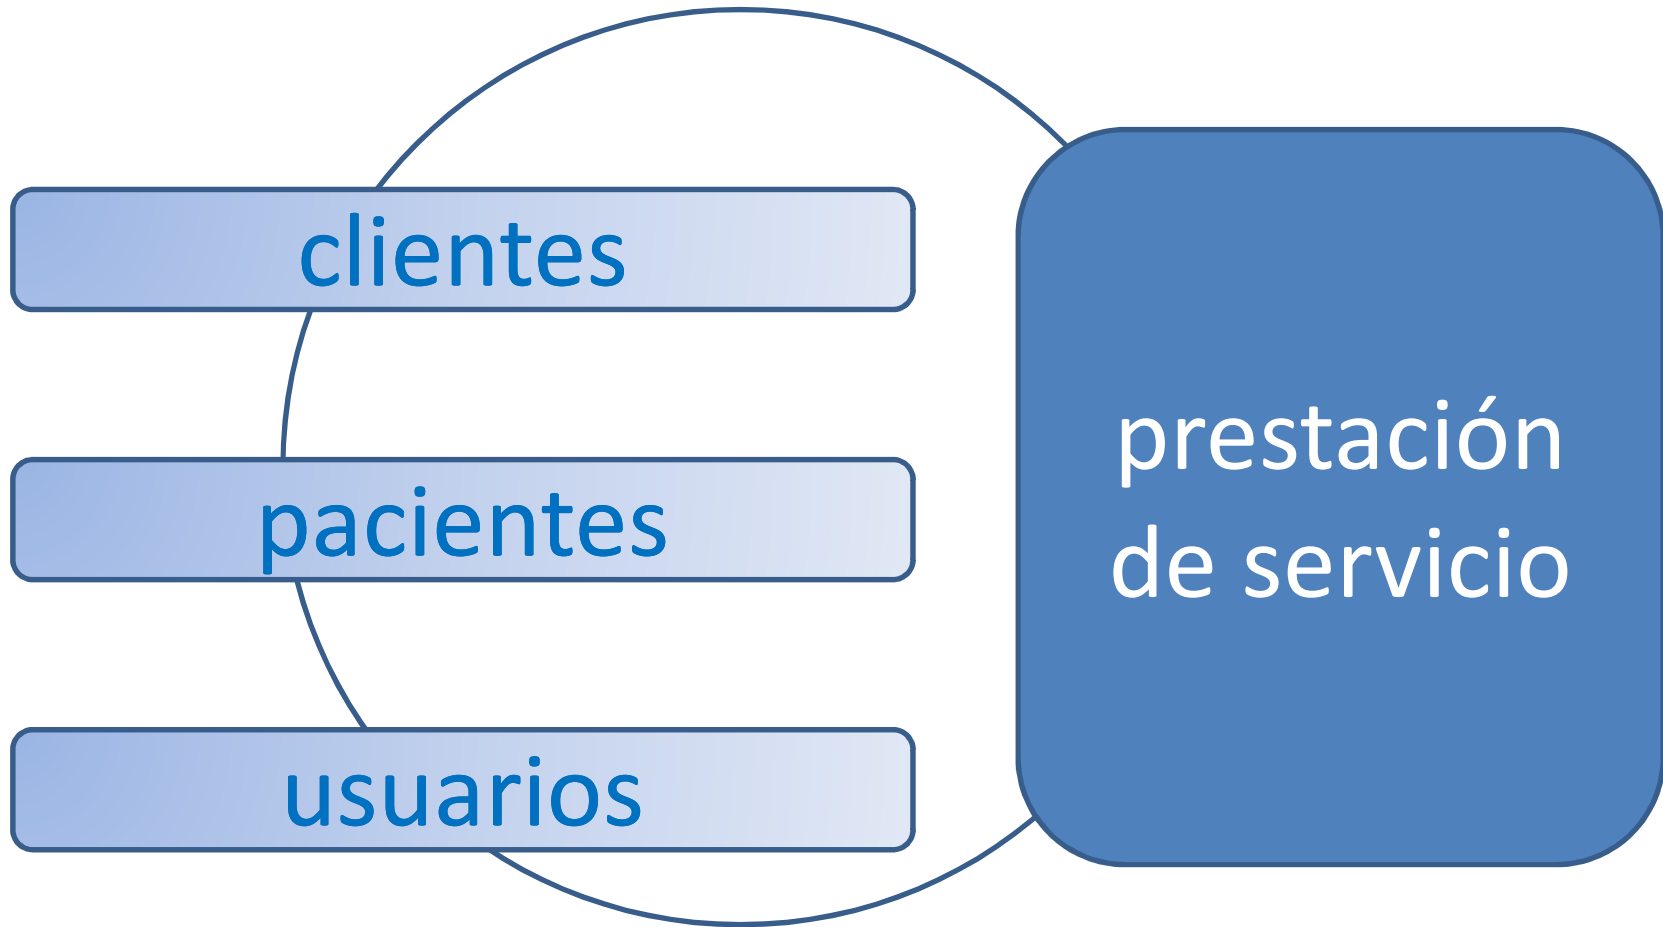 clientes
pacientes
usuarios
prestación
de servicio